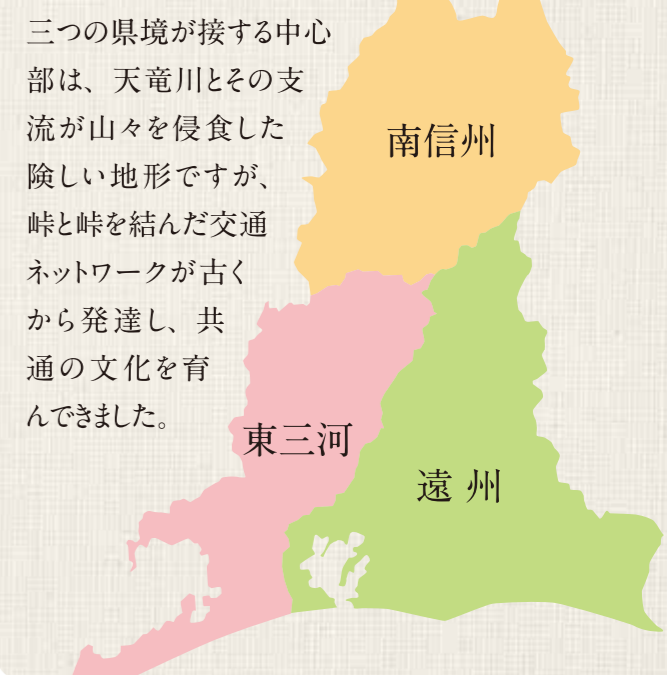 三つの県境が接する中心
部は、天竜川とその支
流が山々を侵食した
険しい地形ですが、
峠と峠を結んだ交通
ネットワークが古く
から発達し、共
通の文化を育
んできました。
南信州
東三河
遠州